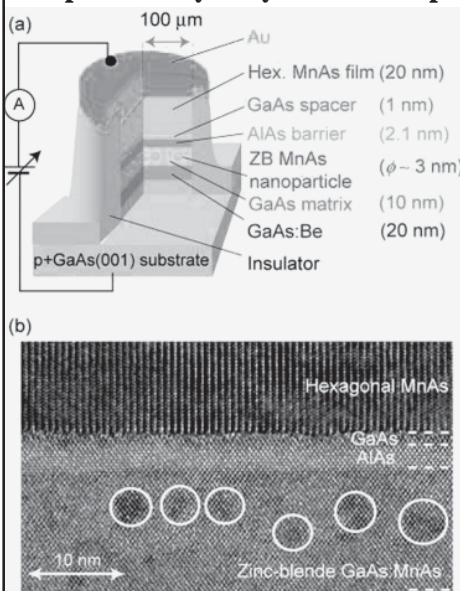 (a)
100 μm
Au
Hex. MnAs film (20 nm)
GaAs spacer (1 nm)
AlAs barrier (2.1 nm)
ZB MnAs
nanoparticle (ϕ~ 3 nm)
GaAs matrix (10 nm)
GaAs:Be (20 nm)
A
p+GaAs(001) substrate
Insulator
(b)
Hexagonal MnAs
GaAs
AlAs
10 nm
Zinc-blende GaAs:MnAs